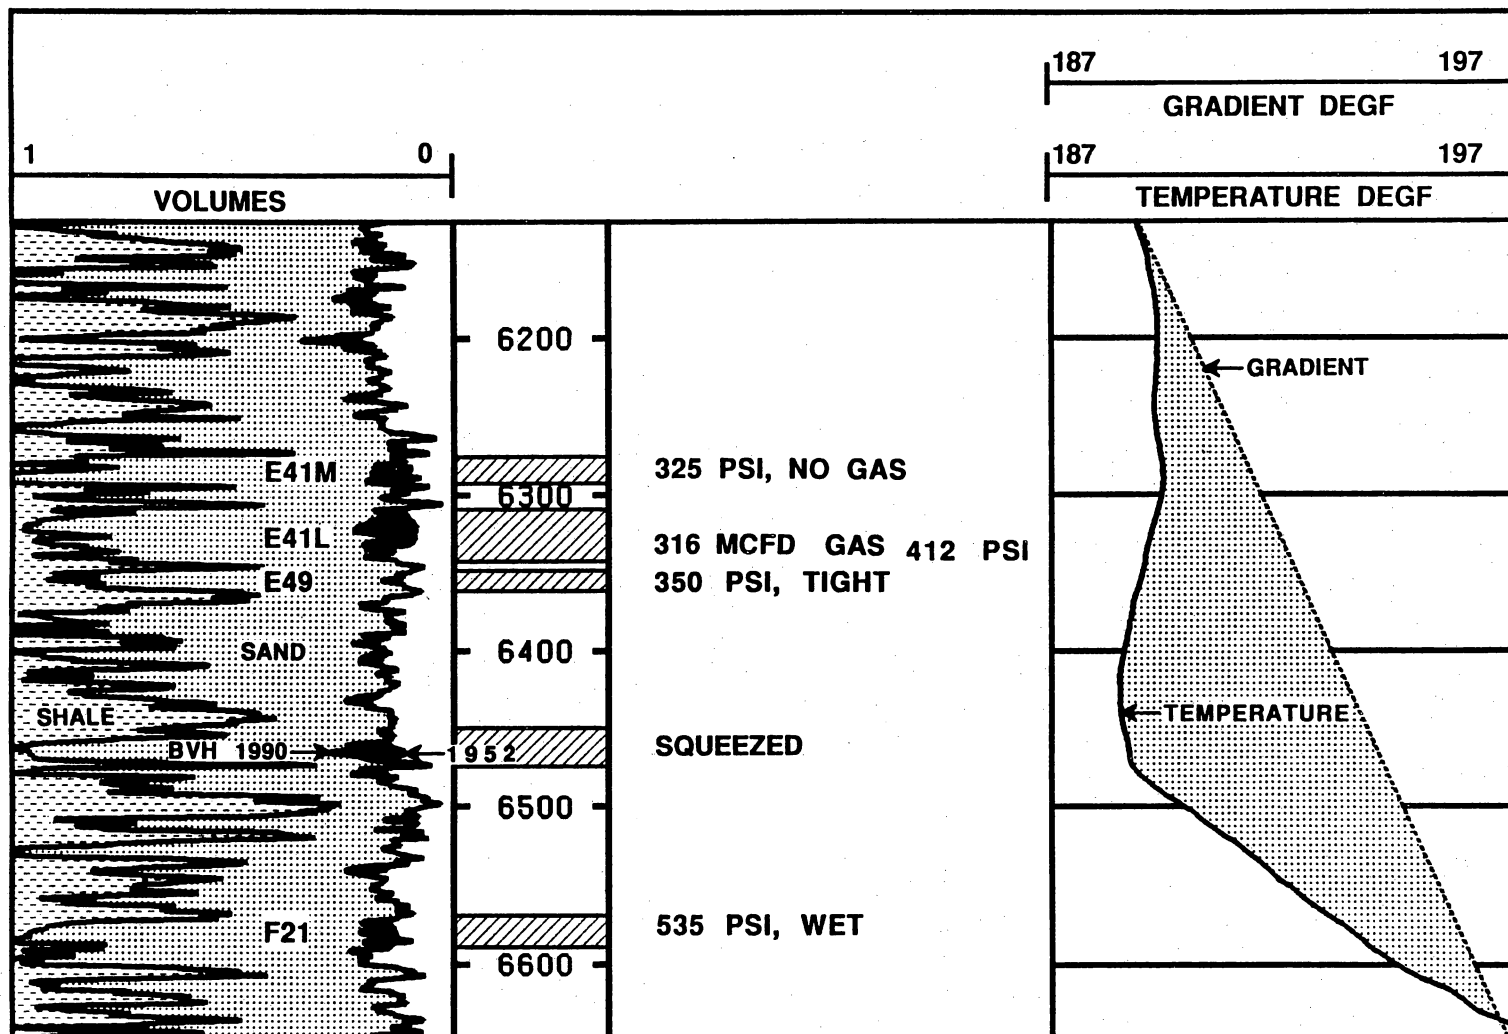 187 197
GRADIENT DEGF
1 0 187 197
VOLUMES TEMPERATURE DEGF
6200
GRADIENT
E41M 325 PSI, NO GAS
6300
E41L 316 MCFD GAS 412 PSI
E49 350 PSI, TIGHT
SAND 6400
SHALE TEMPERATURE
BVH 1990 1952 SQUEEZED
6500
F21 535 PSI, WET
6600